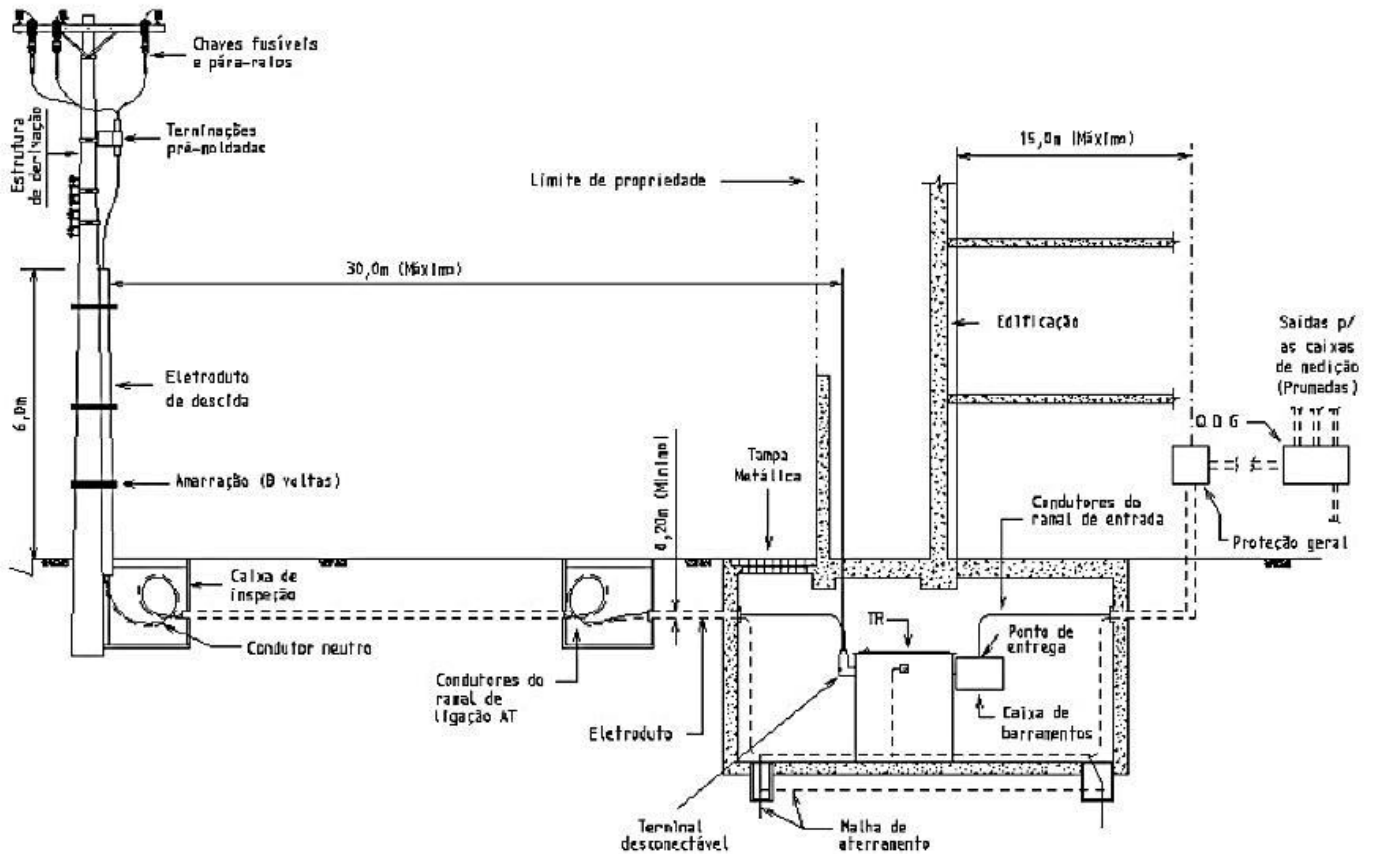 Chaves fusíveis
e pára-raios
Estrutura
de derivação
Terminações
pré-moldadas
Limite de propriedade
15,0m (Máximo)
30,0m (Máximo)
Edificação
Saídas p/
as caixas
de medição
(Prumadas)
Q D G
6,0m
Eletroduto
de descida
Amarração (8 voltas)
0,20m (Mínimo)
Tampa
Metálica
Condutores do
ramal de entrada
Proteção geral
Caixa de
inspeção
Condutor neutro
TR
Ponto de
entrega
Condutores do
ramal de
ligação AT
Eletroduto
Caixa de
barramentos
Terminal
desconectável
Malha de
aterramento